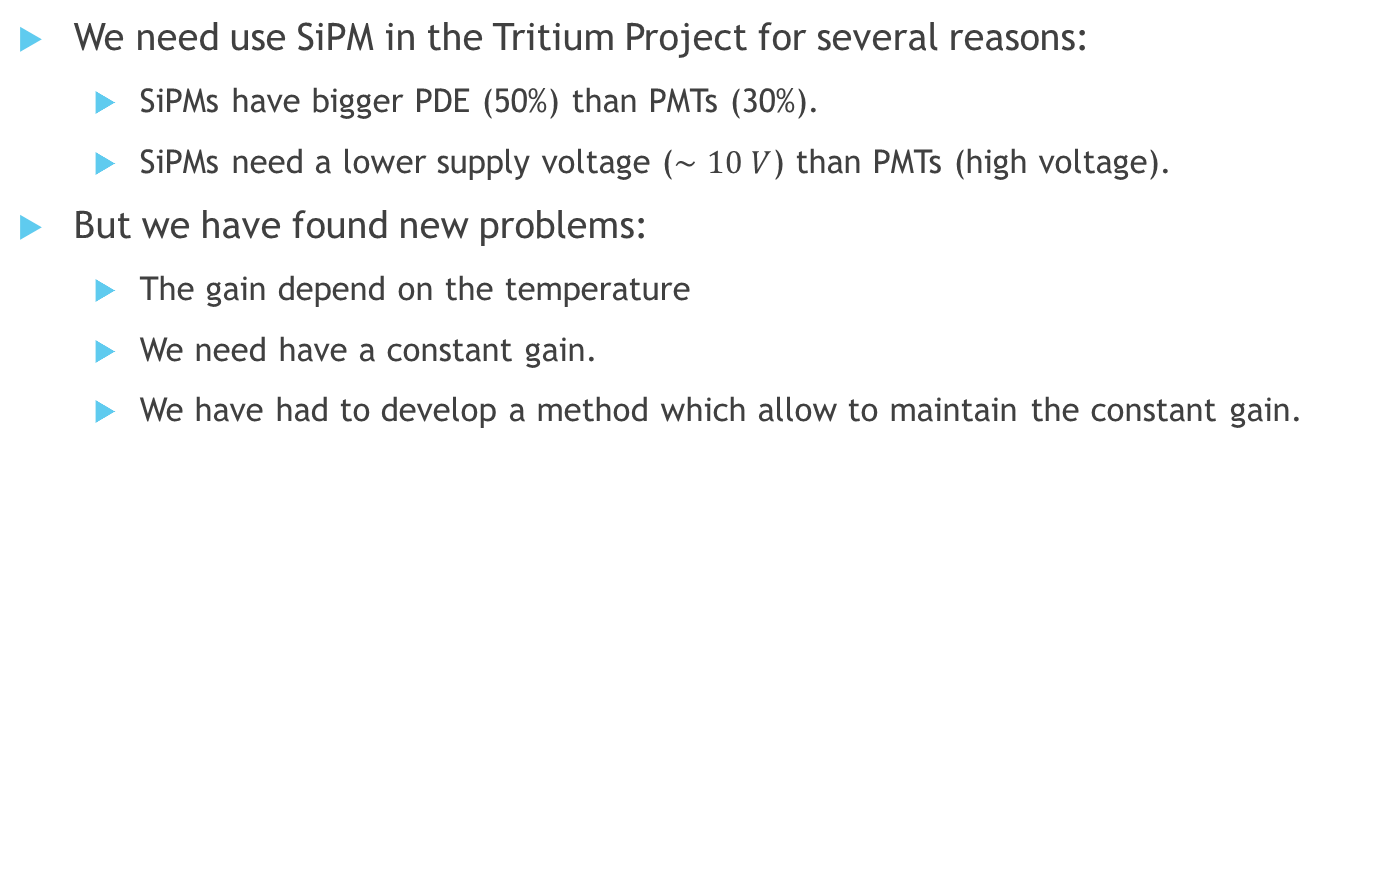 We need use SiPM in the Tritium Project for several reasons:
SiPMs have bigger PDE (50%) than PMTs (30%).
SiPMs need a lower supply voltage (~ 10 V) than PMTs (high voltage).
But we have found new problems:
The gain depend on the temperature
We need have a constant gain.
We have had to develop a method which allow to maintain the constant gain.